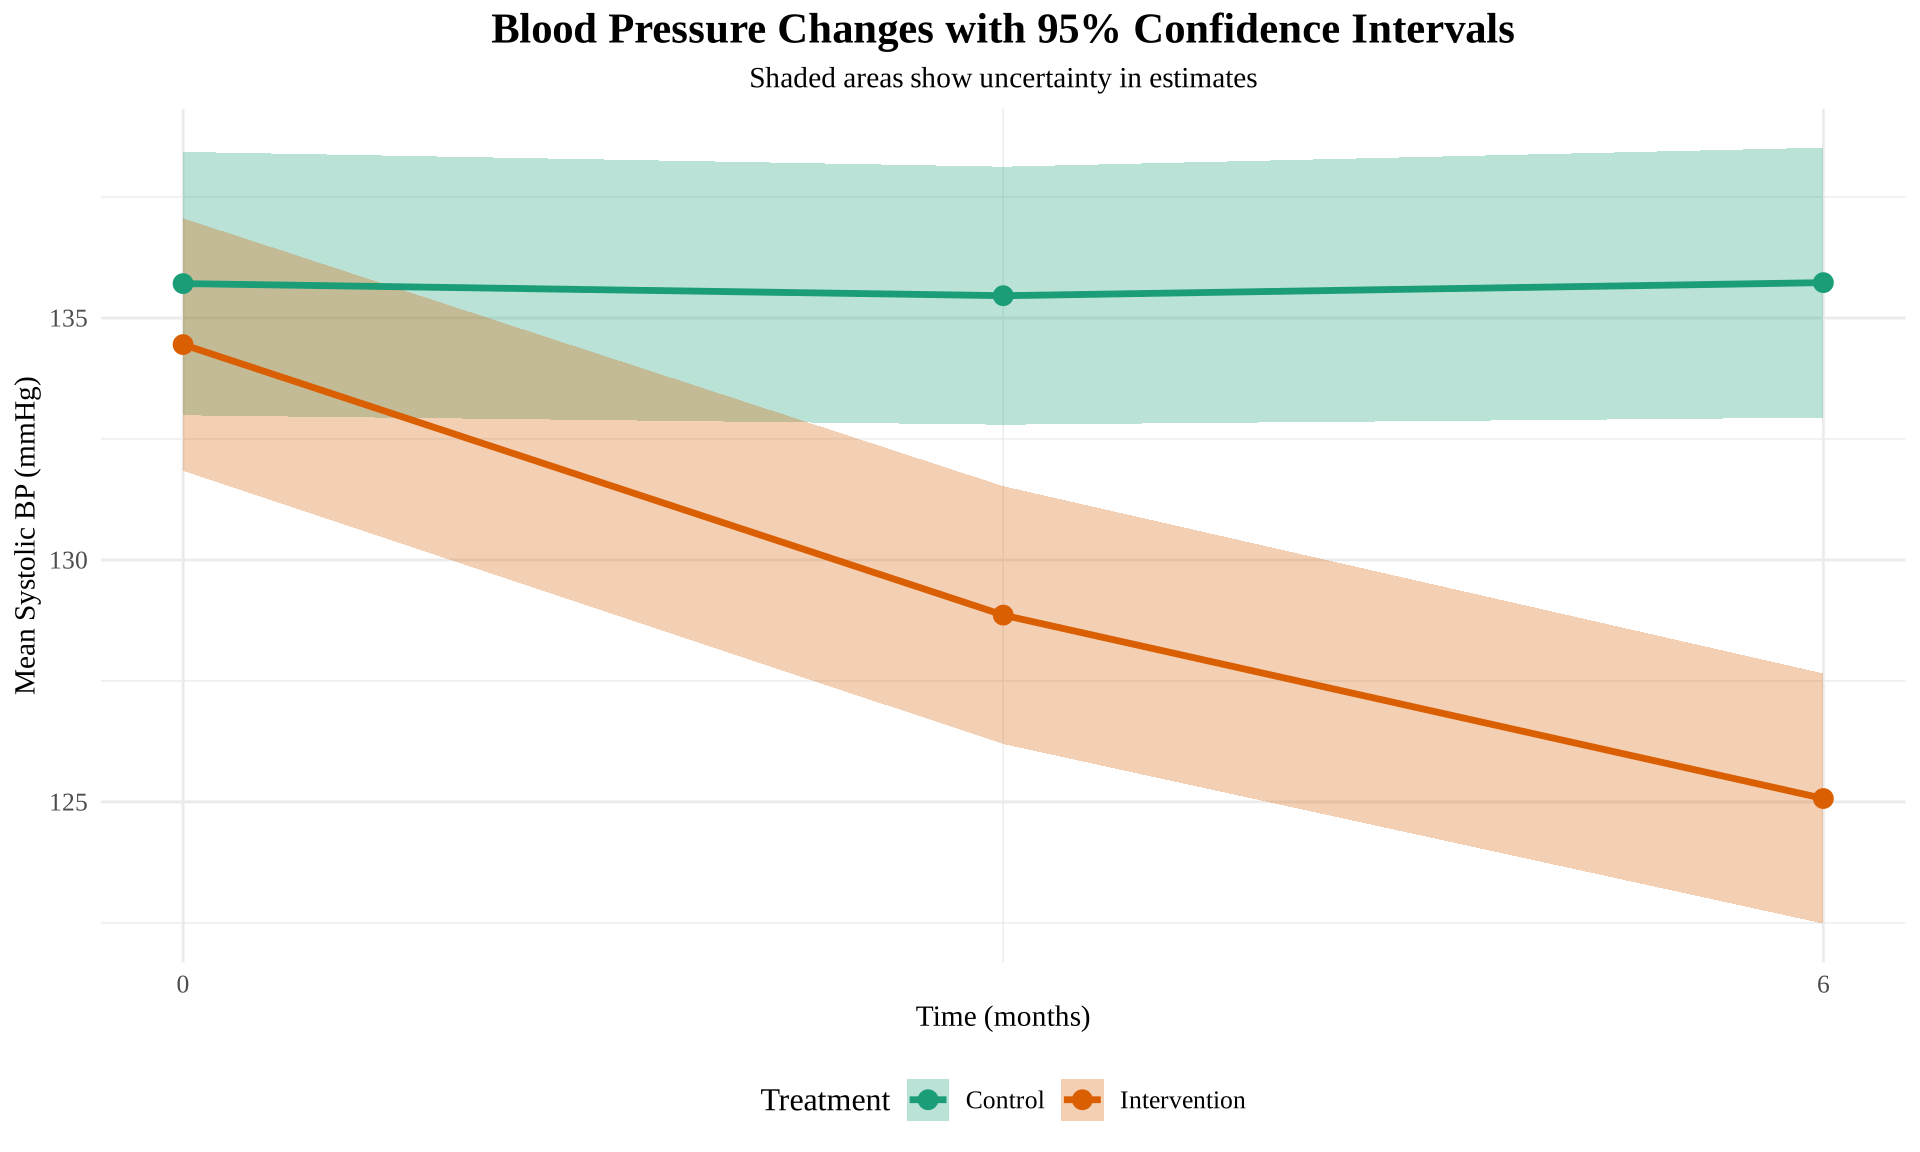 Blood Pressure Changes with 95% Confidence Intervals
Shaded areas show uncertainty in estimates
Mean Systolic BP (mmHg)
135
130
125
0
6
Time (months)
Treatment
Control
Intervention